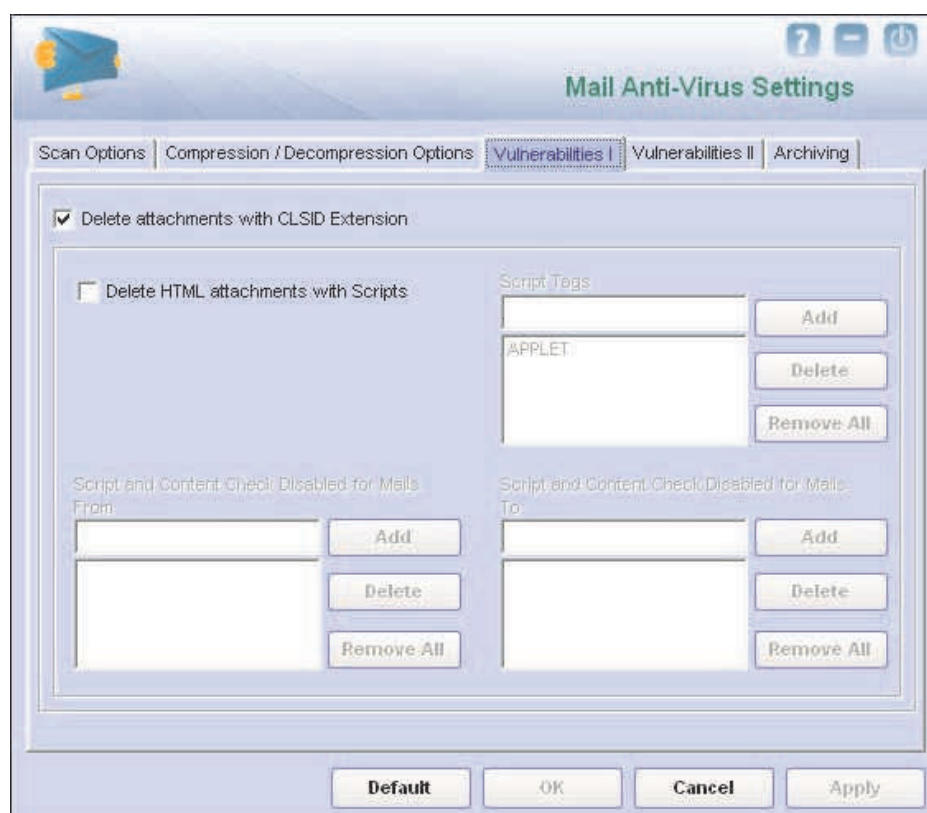 ?
Mail Anti-Virus Settings
Scan Options
Compression / Decompression Options
Vulnerabilities I
Vulnerabilities II
Archiving
Delete attachments with CLSID Extension
Delete HTML attachments with Scripts
Script Tags
Add
APPLET
Delete
Remove All
Script and Content Check Disabled for Mails
From
Add
Delete
Remove All
Script and Content Check Disabled for Mails
To
Add
Delete
Remove All
Default
OK
Cancel
Apply